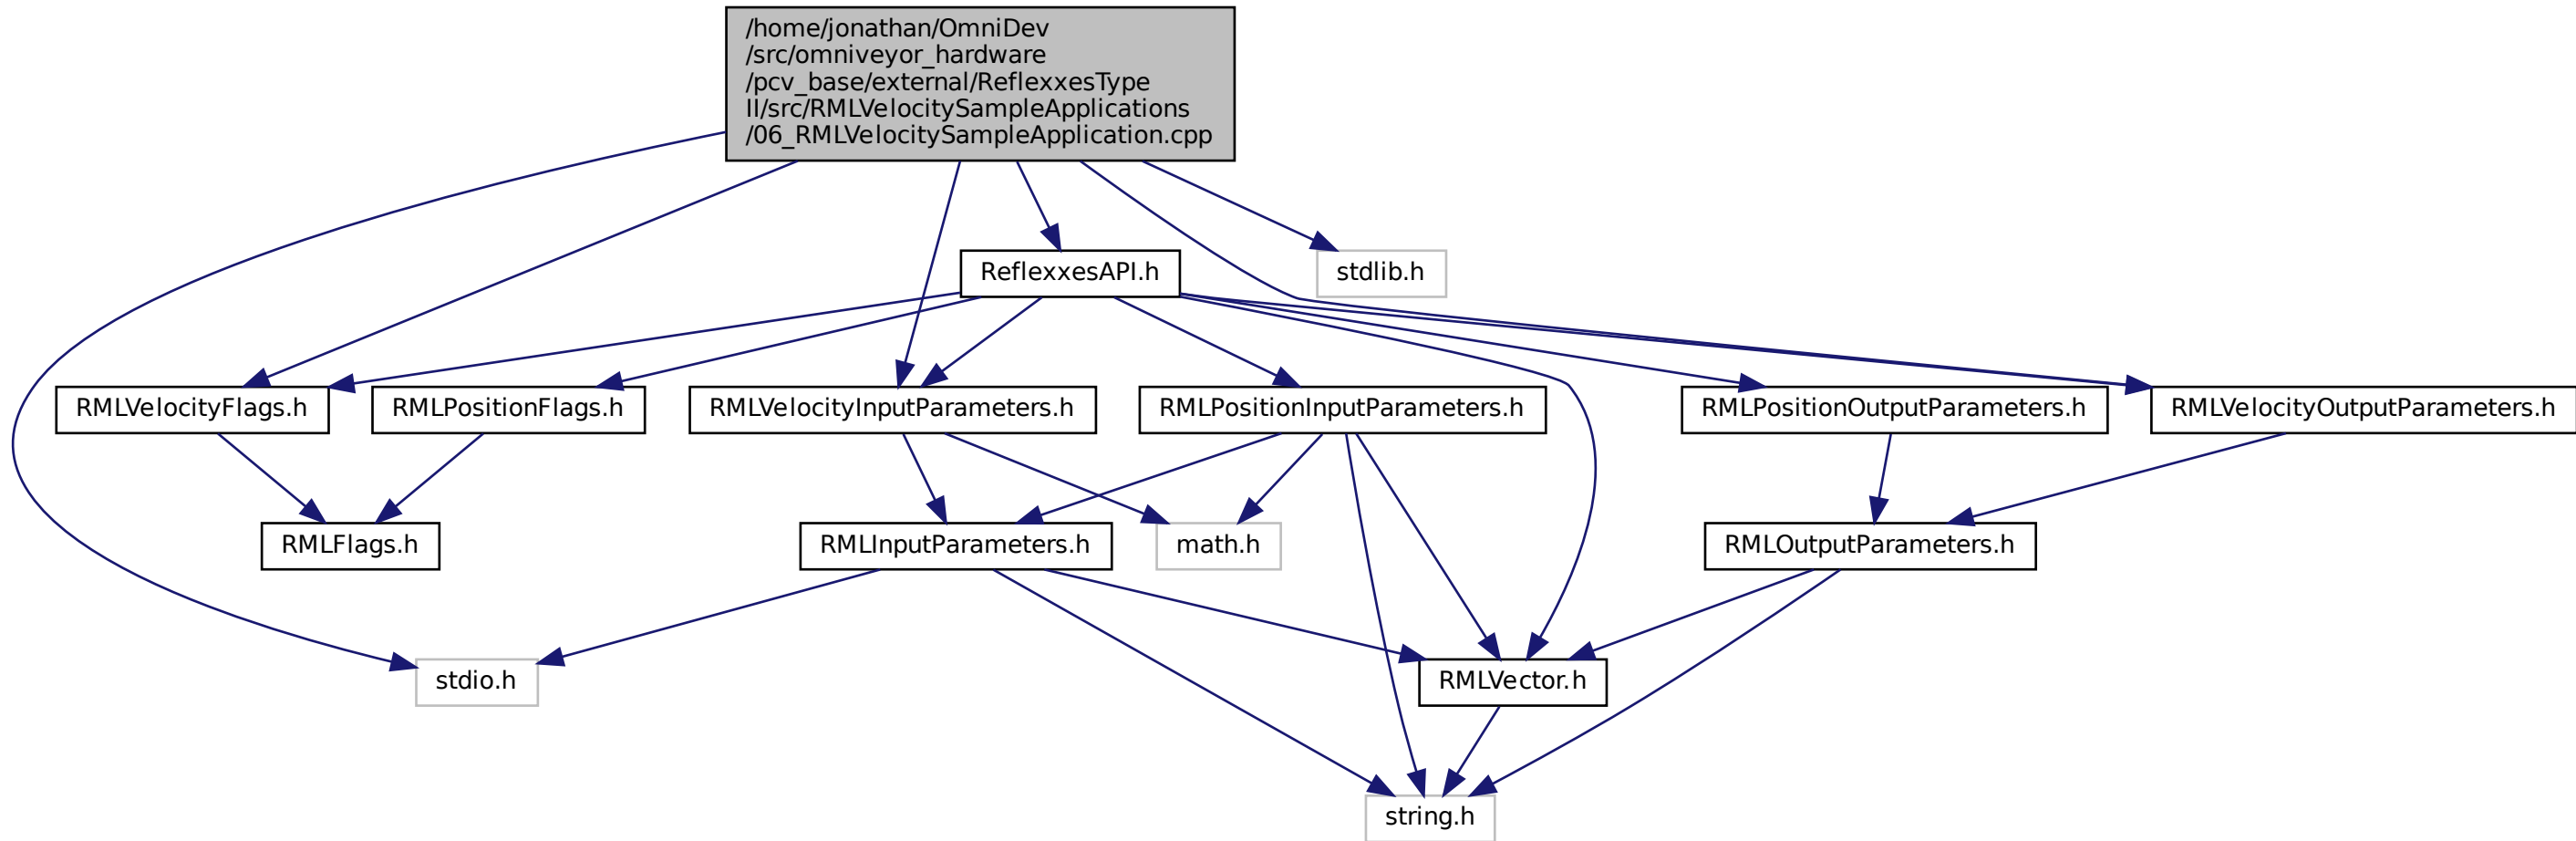 /home/jonathan/OmniDev
/src/omniveyor_hardware
/pcv_base/external/ReflexxesType
II/src/RMLVelocitySampleApplications
/06_RMLVelocitySampleApplication.cpp
ReflexxesAPI.h
stdlib.h
RMLVelocityFlags.h
RMLPositionFlags.h
RMLVelocityInputParameters.h
RMLPositionInputParameters.h
RMLPositionOutputParameters.h
RMLVelocityOutputParameters.h
RMLFlags.h
RMLInputParameters.h
math.h
RMLOutputParameters.h
stdio.h
RMLVector.h
string.h